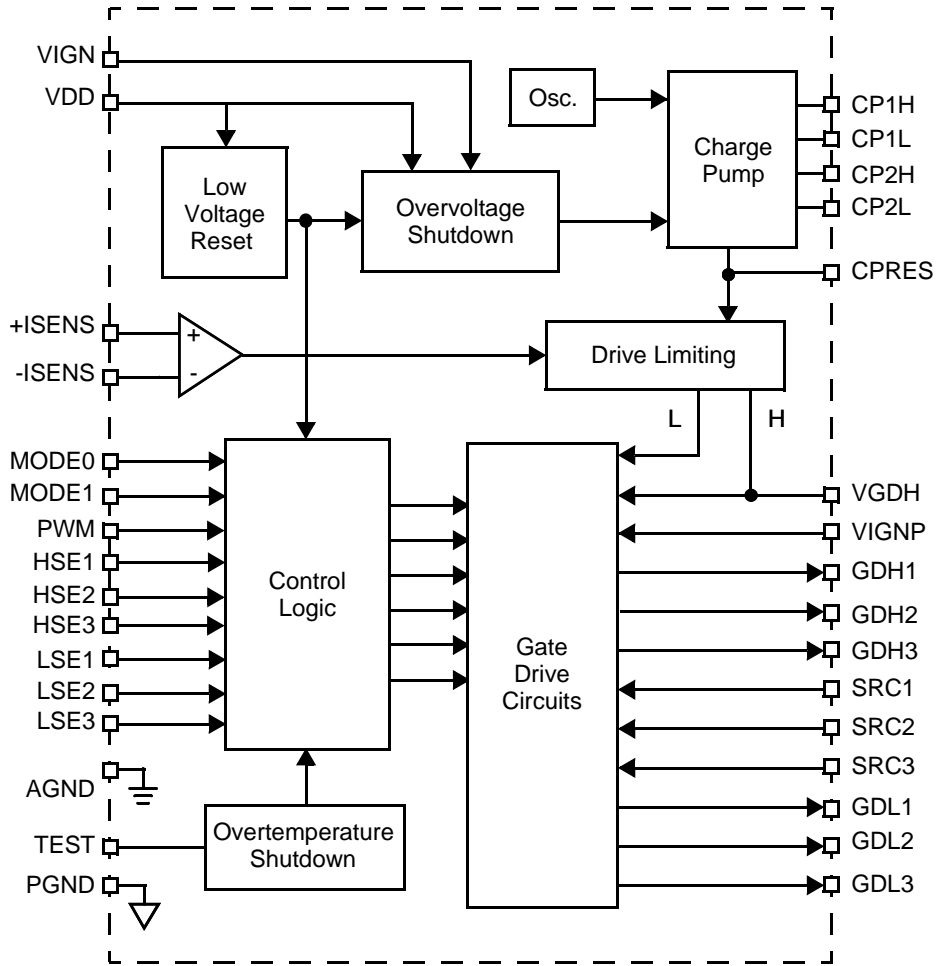 VIGN
VDD
Osc.
Charge
Pump
CP1H
CP1L
CP2H
CP2L
CPRES
Low
Voltage
Reset
Overvoltage
Shutdown
+ISENS
-ISENS
+
-
Drive Limiting
L
H
MODE0
MODE1
PWM
HSE1
HSE2
HSE3
LSE1
LSE2
LSE3
AGND
TEST
PGND
Control
Logic
Overtemperature
Shutdown
Gate
Drive
Circuits
VGDH
VIGNP
GDH1
GDH2
GDH3
SRC1
SRC2
SRC3
GDL1
GDL2
GDL3